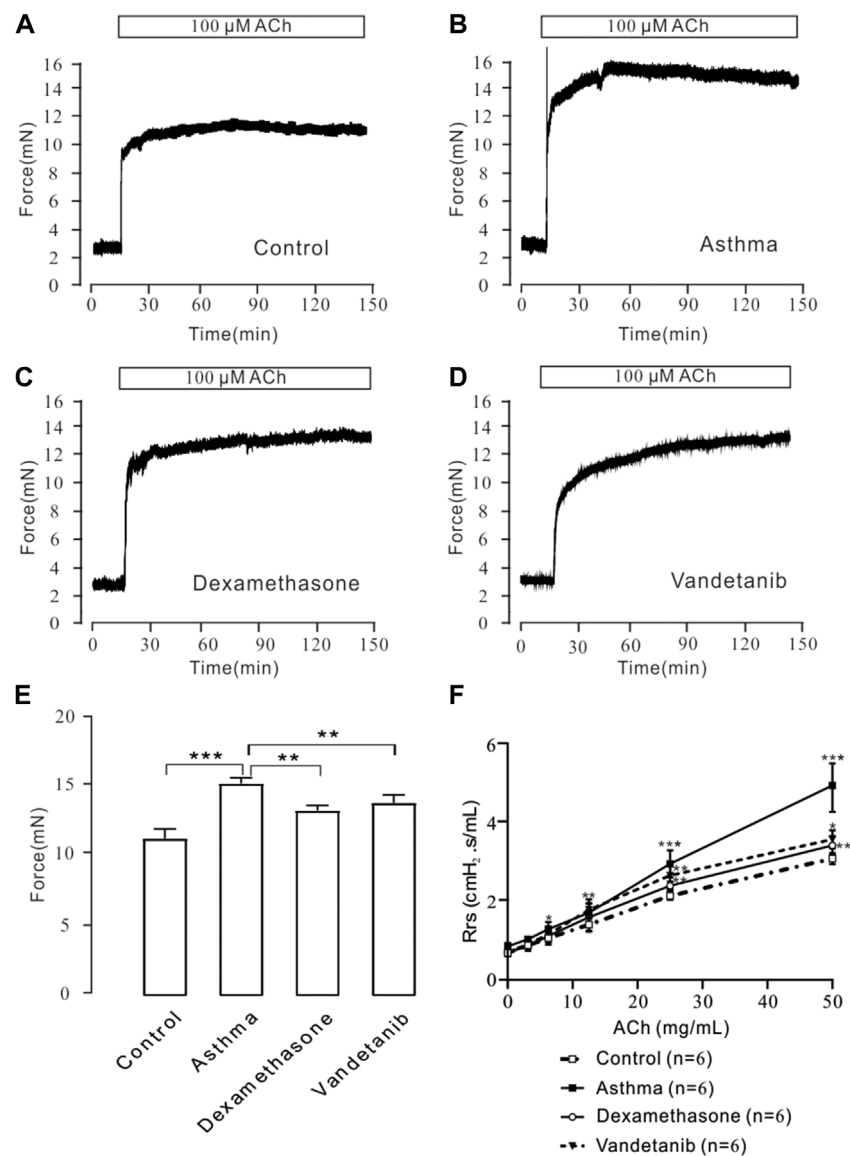 A
100 µM ACh
16
14
12
10
8
6
4
2
0
Force(mN)
Control
0 30 60 90 120 150
Time(min)
B
100 µM ACh
16
14
12
10
8
6
4
2
0
Force(mN)
Asthma
0 30 60 90 120 150
Time(min)
C
100 µM ACh
16
14
12
10
8
6
4
2
0
Force(mN)
Dexamethasone
0 30 60 90 120 150
Time(min)
D
100 µM ACh
16
14
12
10
8
6
4
2
0
Force(mN)
Vandetanib
0 30 60 90 120 150
Time(min)
E
20
15
10
5
0
Force(mN)
**
*** **
Control
Asthma
Dexamethasone
Vandetanib
F
6
4
2
0
Rrs (cmH₂ .s/mL)
*
**
***
**
**
***
*
**
0 10 20 30 40 50
ACh (mg/mL)
Control (n=6)
Asthma (n=6)
Dexamethasone (n=6)
Vandetanib (n=6)